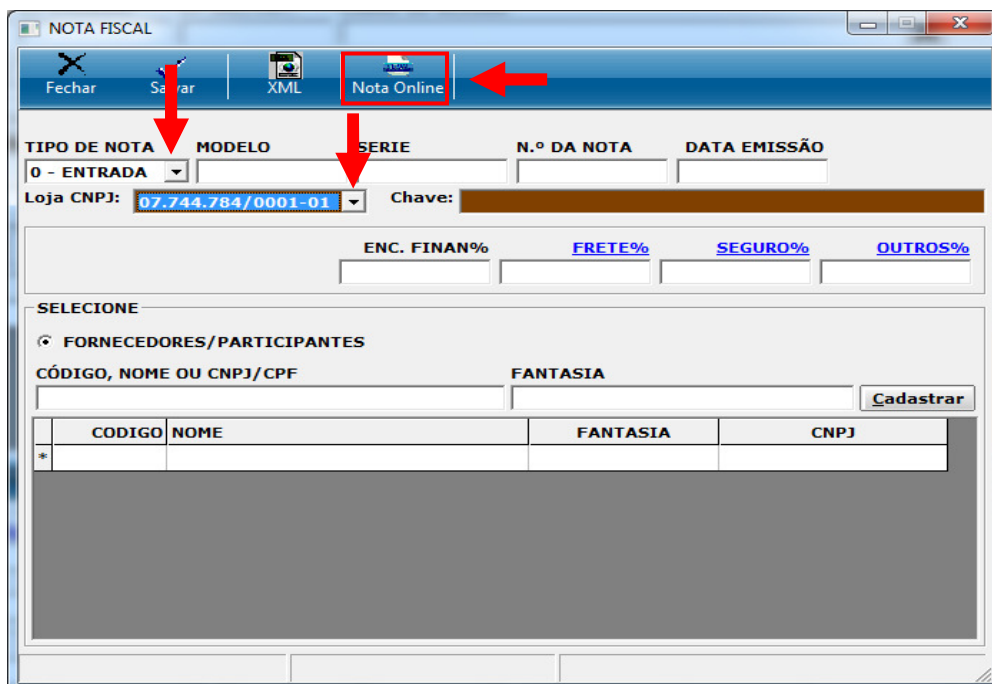 NOTA FISCAL
Fechar Salvar XML Nota Online
TIPO DE NOTA MODELO SERIE N.º DA NOTA DATA EMISSÃO
0 - ENTRADA
Loja CNPJ: 07.744.784/0001-01 Chave:
ENC. FINAN% FRETE% SEGURO% OUTROS%
SELECIONE
FORNECEDORES/PARTICIPANTES
CÓDIGO, NOME OU CNPJ/CPF FANTASIA
Cadastrar
CODIGO NOME FANTASIA CNPJ
*